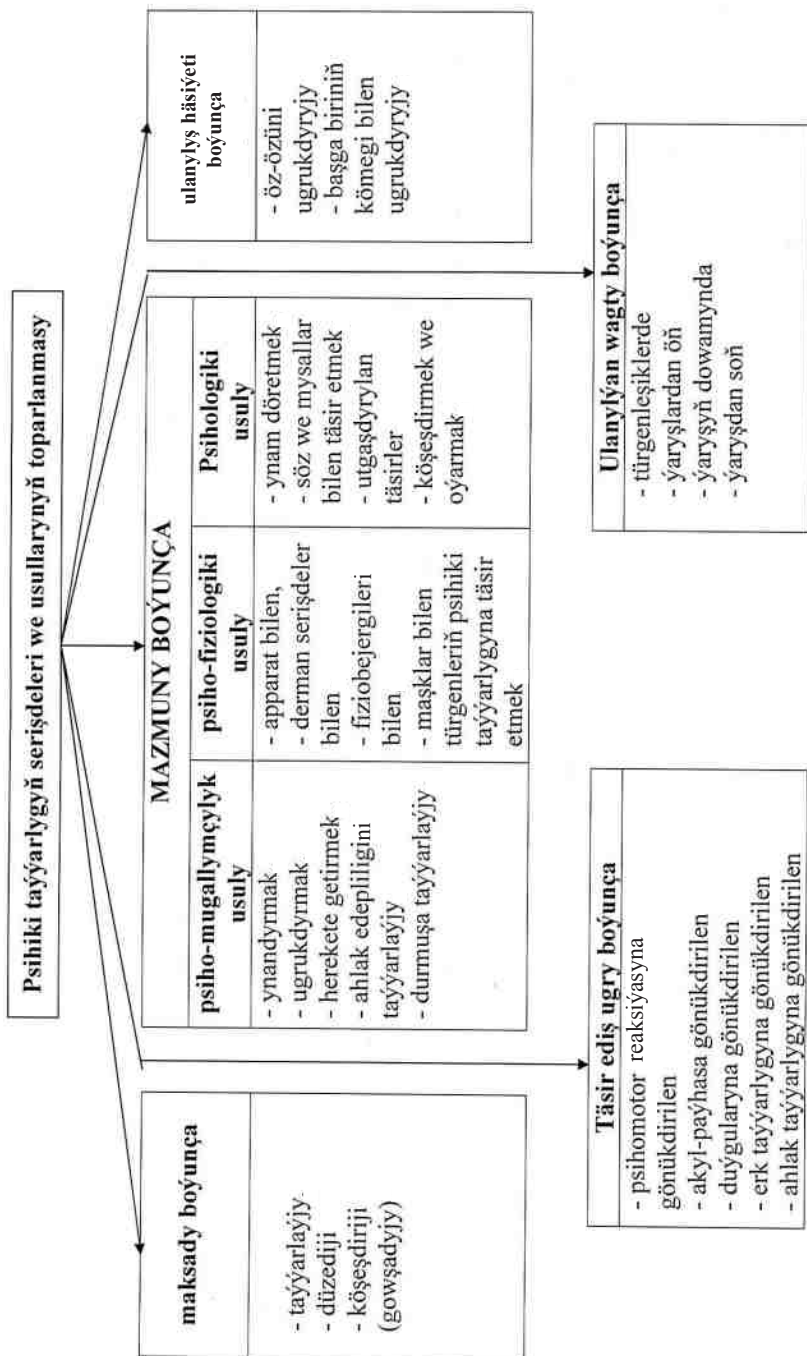 Psihiki taýýarlygyň serişdeleri we usullarynyň toparlanmasy
maksady boýunça
- taýýarlaýjy
- düzediji
- köşeşdiriji
(gowşadyjy)
MAZMUNY BOÝUNÇA
psiho-mugallymçylyk
usuly
- ynandyrmak
- ugrukdyrmak
- herekete getirmek
- ahlak edepliligini
taýýarlaýjy
- durmuşa taýýarlaýjy
psiho-fiziologiki
usuly
- apparat bilen,
- derman serişdeler
bilen
- fiziobejergileri
bilen
- maşklar bilen
türgenleriň psihiki
taýýarlygyna täsir
etmek
Psihologiki
usuly
- ynam döretmek
- söz we mysallar
bilen täsir etmek
- utgaşdyrylan
täsirler
- köşeşdirmek we
oýarmak
ulanylyş häsiýeti
boýunça
- öz-özüni
ugrukdyryjy
- başga biriniň
kömegi bilen
ugrukdyryjy
Täsir ediş ugry boýunça
- psihomotor reaksiýasyna
gönükdirilen
- akyl-paýhasa gönükdirilen
- duýgularyna gönükdirilen
- erk taýýarlygyna gönükdirilen
- ahlak taýýarlygyna gönükdirilen
Ulanylýan wagty boýunça
- türgenleşiklerde
- ýaryşlardan öň
- ýaryşyň dowamynda
- ýaryşdan soň